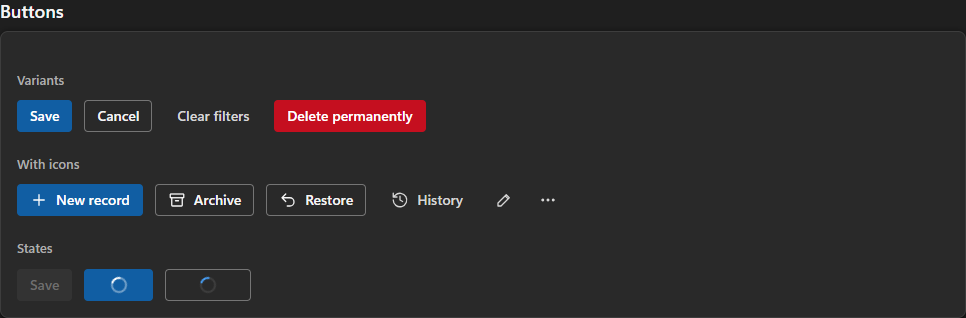 Buttons
Variants
Save Cancel Clear filters Delete permanently
With icons
New record Archive Restore History
States
Save